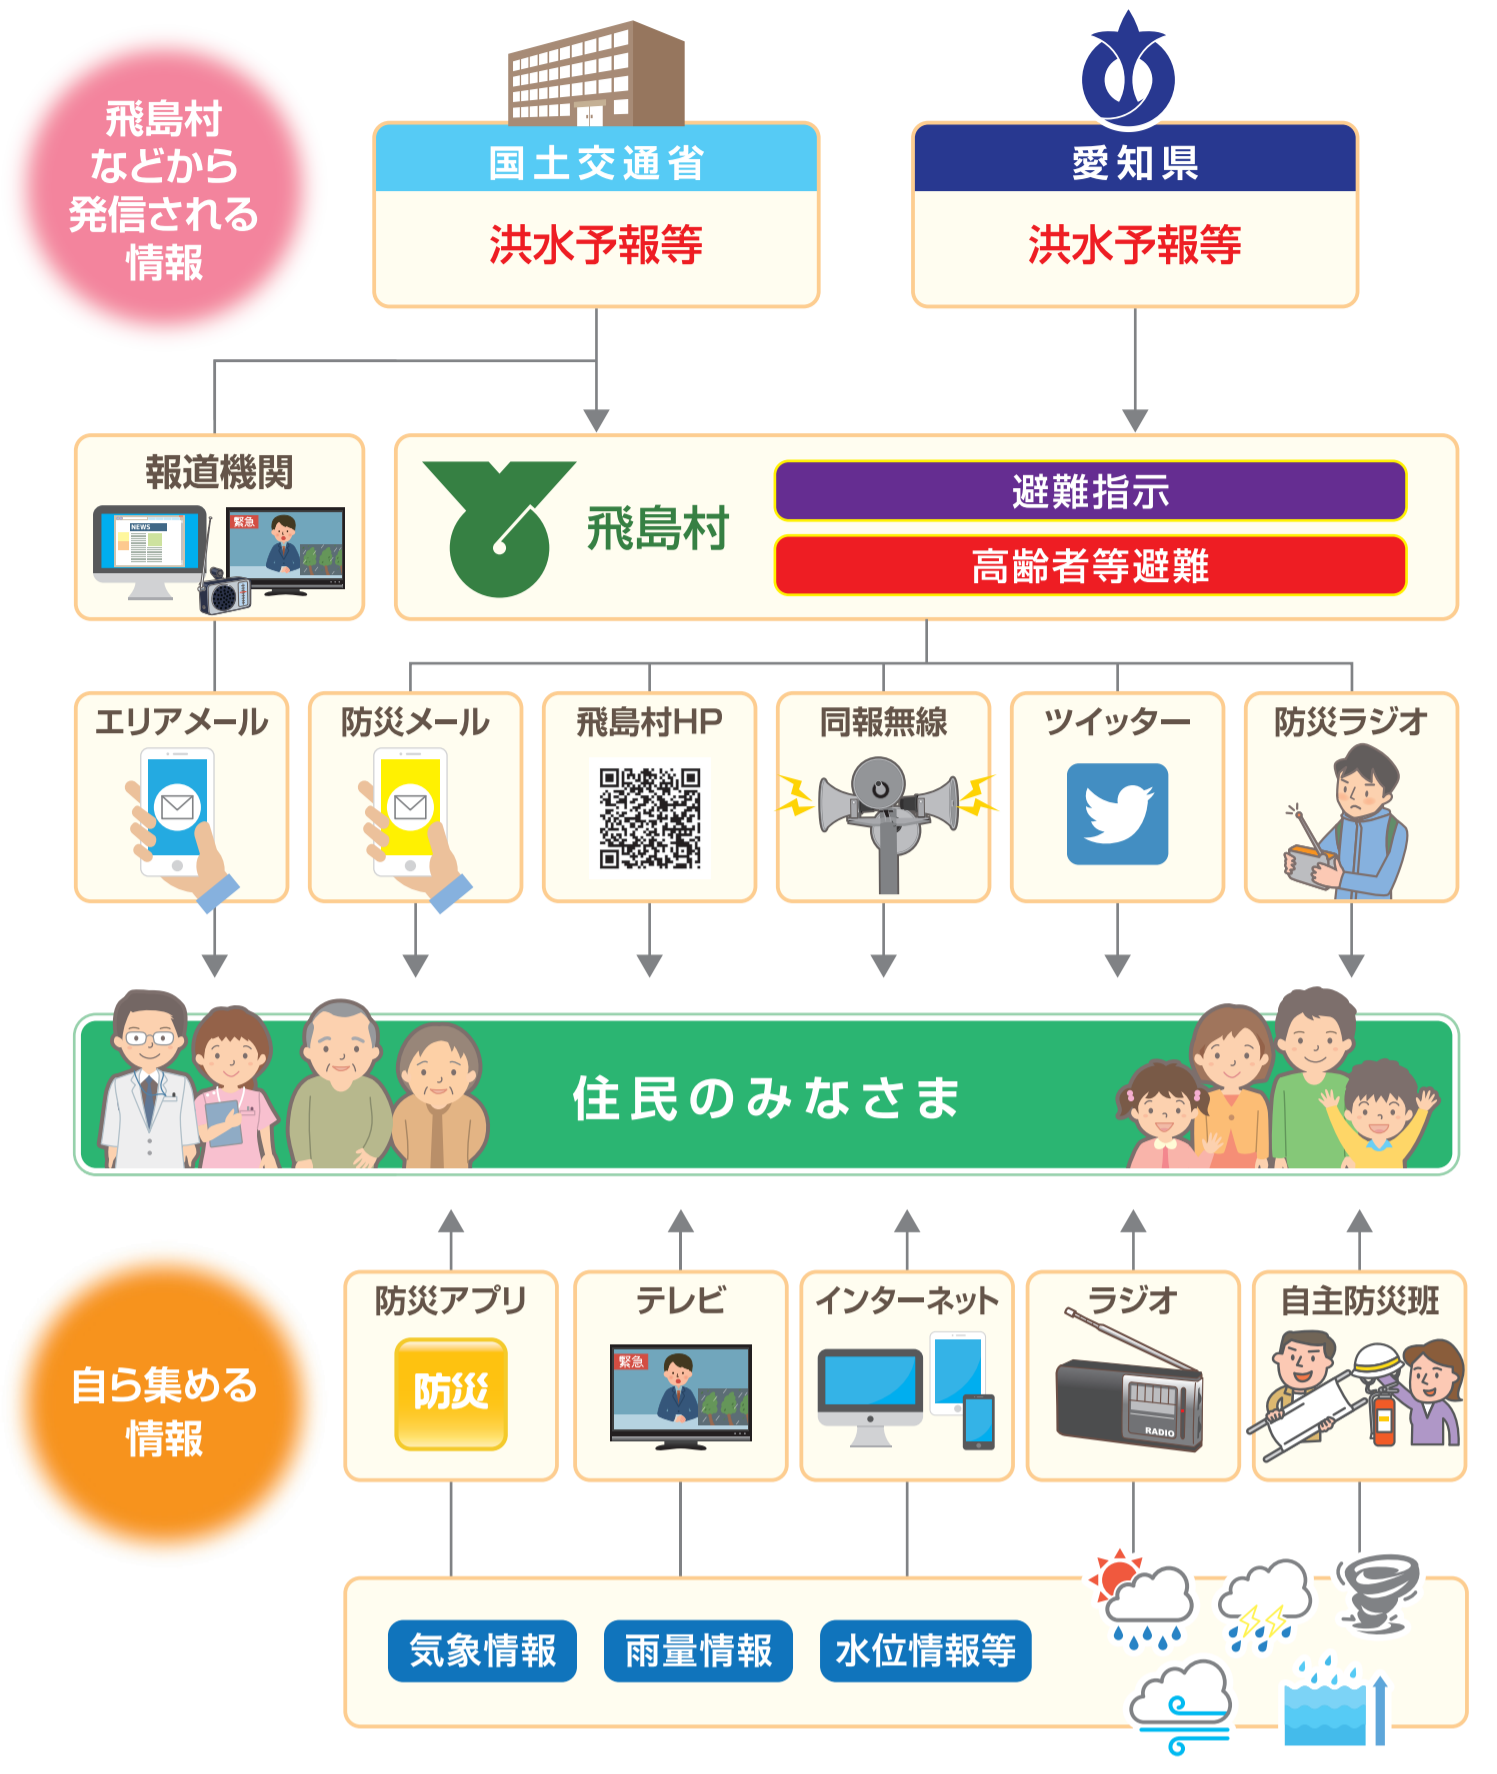 飛島村
などから
発信される
情報
国土交通省
洪水予報等
愛知県
洪水予報等
報道機関
NEWS
緊急
飛島村
避難指示
高齢者等避難
エリアメール
防災メール
飛島村HP
同報無線
ツイッター
防災ラジオ
住民のみなさま
自ら集める
情報
防災アプリ
防災
テレビ
緊急
インターネット
ラジオ
RADIO
自主防災班
気象情報
雨量情報
水位情報等